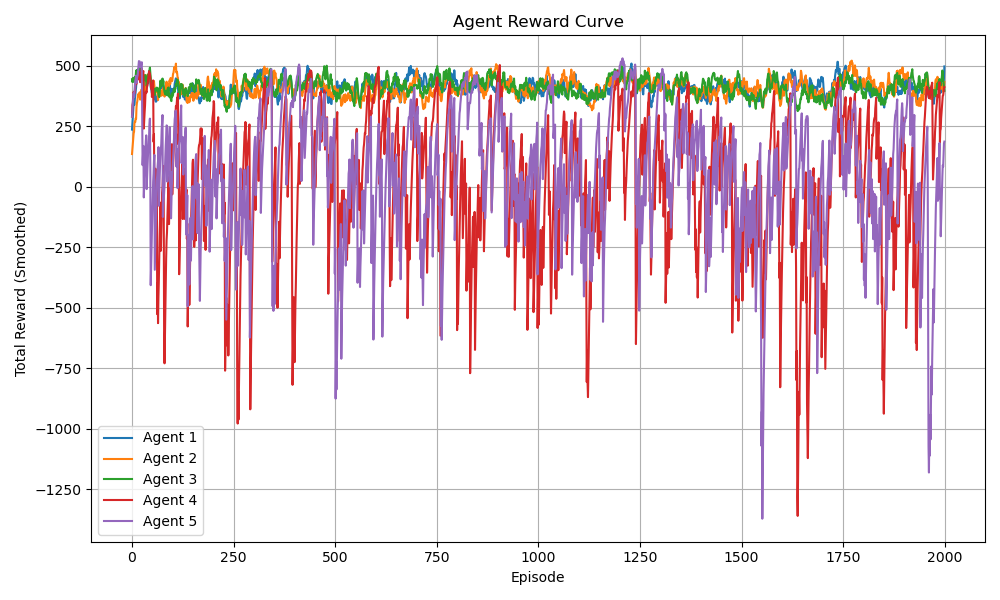 Agent Reward Curve
Total Reward (Smoothed)
500
250
0
−250
−500
−750
−1000
−1250
Agent 1
Agent 2
Agent 3
Agent 4
Agent 5
0 250 500 750 1000 1250 1500 1750 2000
Episode